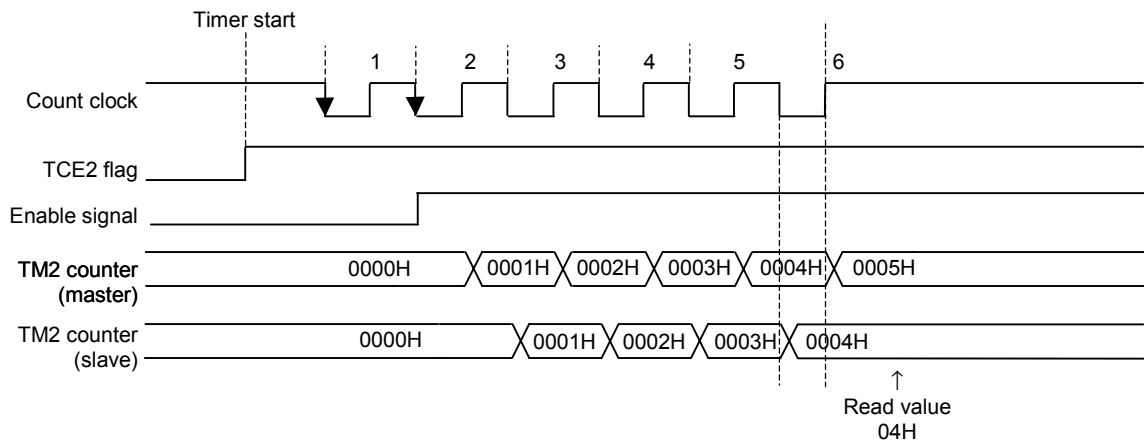 Timer start
1 2 3 4 5 6
Count clock
TCE2 flag
Enable signal
TM2 counter
(master)
0000H 0001H 0002H 0003H 0004H 0005H
TM2 counter
(slave)
0000H 0001H 0002H 0003H 0004H
↑
Read value
04H